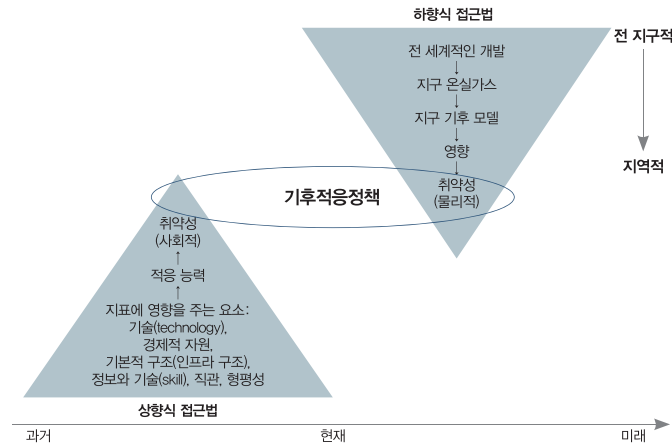 하향식 접근법
전 지구적
전 세계적인 개발
지구 온실가스
지구 기후 모델
영향
지역적
취약성
(물리적)
기후적응정책
취약성
(사회적)
적응 능력
지표에 영향을 주는 요소:
기술(technology),
경제적 자원,
기본적 구조(인프라 구조),
정보와 기술(skill), 직관, 형평성
상향식 접근법
과거
현재
미래